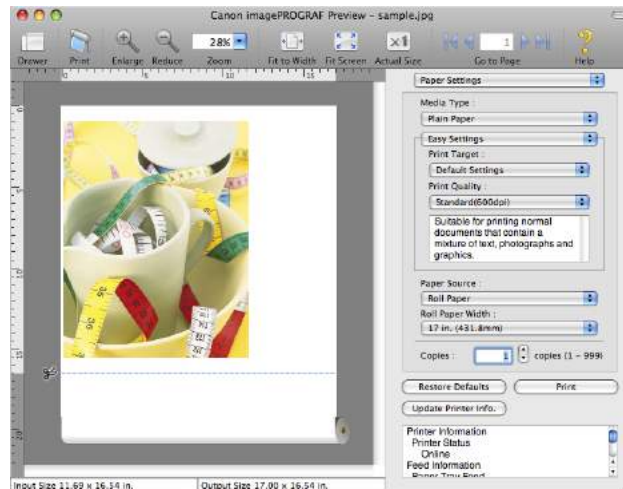 Canon imagePROGRAF Preview - sample.jpg
28%
1
Drawer Print Enlarge Reduce Zoom Fit to Width Fit Screen Actual Size Go to Page Help
Paper Settings
Media Type :
Plain Paper
Easy Settings
Print Target :
Default Settings
Print Quality :
Standard(600dpi)
Suitable for printing normal
documents that contain a
mixture of text, photographs and
graphics.
Paper Source :
Roll Paper
Roll Paper Width :
17 in. (431.8mm)
Copies : 1 copies (1 - 999)
Restore Defaults Print
Update Printer Info.
Printer Information
Printer Status
Online
Feed Information
Paper Tray Feed
Input Size 11.69 x 16.54 in. Output Size 17.00 x 16.54 in.